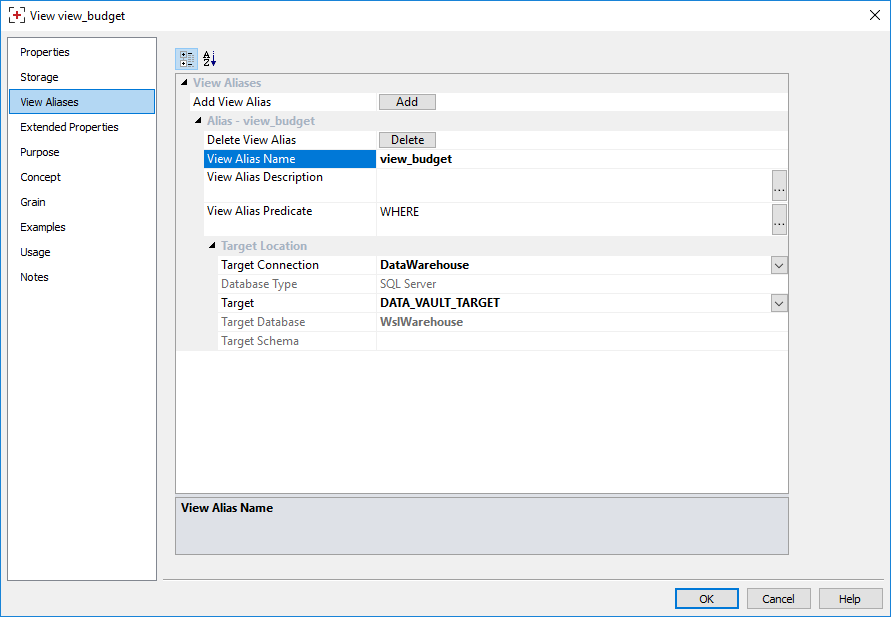 View view_budget
Properties
Storage
View Aliases
Extended Properties
Purpose
Concept
Grain
Examples
Usage
Notes
View Aliases
Add View Alias Add
Alias - view_budget
Delete View Alias Delete
View Alias Name view_budget
View Alias Description ...
View Alias Predicate WHERE ...
Target Location
Target Connection DataWarehouse
Database Type SQL Server
Target DATA_VAULT_TARGET
Target Database WslWarehouse
Target Schema
View Alias Name
OK Cancel Help